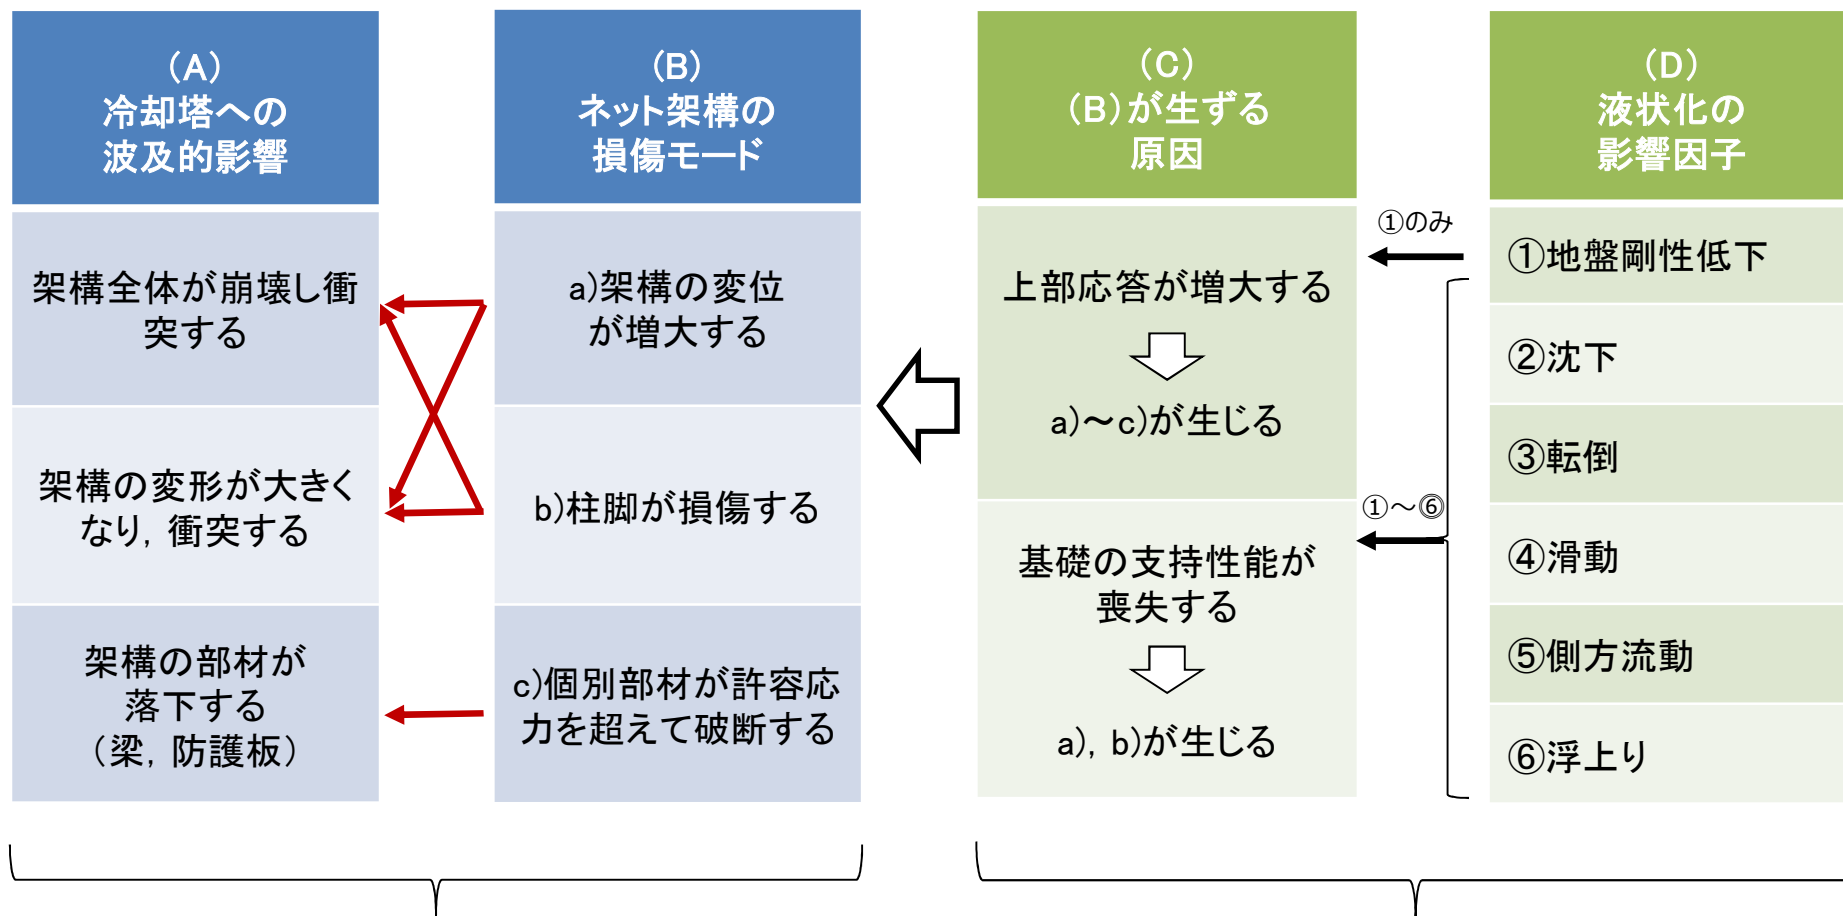 (A)
冷却塔への
波及的影響
架構全体が崩壊し衝
突する
架構の変形が大きく
なり，衝突する
架構の部材が
落下する
（梁，防護板）
(B)
ネット架構の
損傷モード
a)架構の変位
が増大する
b)柱脚が損傷する
c)個別部材が許容応
力を超えて破断する
(C)
(B)が生ずる
原因
上部応答が増大する
a)～c)が生じる
基礎の支持性能が
喪失する
a)，b)が生じる
①のみ
①～⑥
(D)
液状化の
影響因子
①地盤剛性低下
②沈下
③転倒
④滑動
⑤側方流動
⑥浮上り